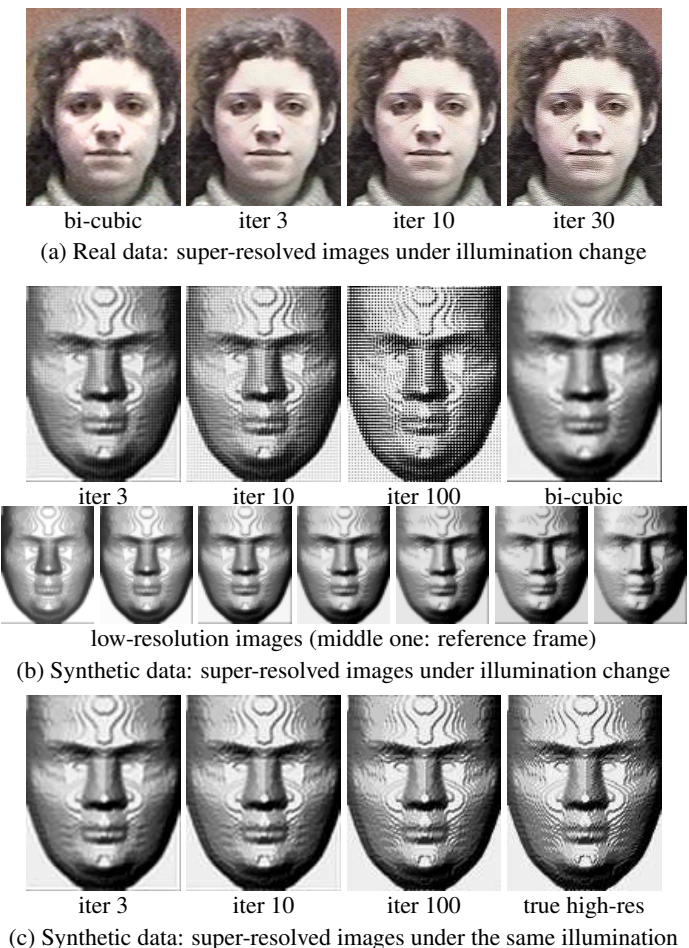 bi-cubic iter 3 iter 10 iter 30
(a) Real data: super-resolved images under illumination change
iter 3 iter 10 iter 100 bi-cubic
low-resolution images (middle one: reference frame)
(b) Synthetic data: super-resolved images under illumination change
iter 3 iter 10 iter 100 true high-res
(c) Synthetic data: super-resolved images under the same illumination